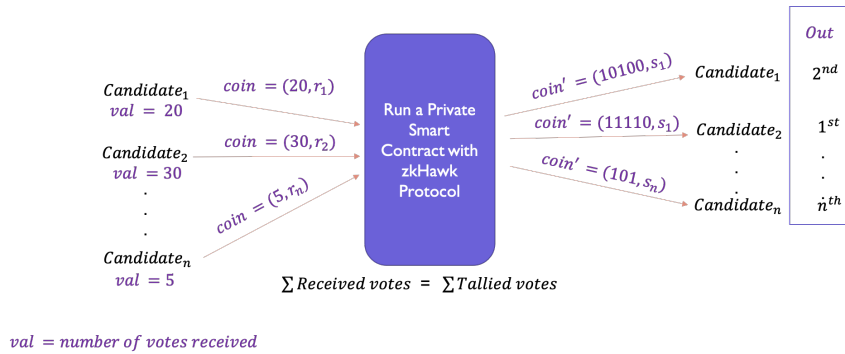 Out
Candidate₁
val = 20
coin = (20, r₁)
Candidate₂
val = 30
coin = (30, r₂)
.
.
.
Candidateₙ
val = 5
coin = (5, rₙ)
Run a Private
Smart
Contract with
zkHawk
Protocol
coin′ = (10100, s₁)
Candidate₁ 2ⁿᵈ
coin′ = (11110, s₁)
Candidate₂ 1ˢᵗ
. .
. .
. .
coin′ = (101, sₙ)
Candidateₙ nᵗʰ
∑ Received votes = ∑ Tallied votes
val = number of votes received